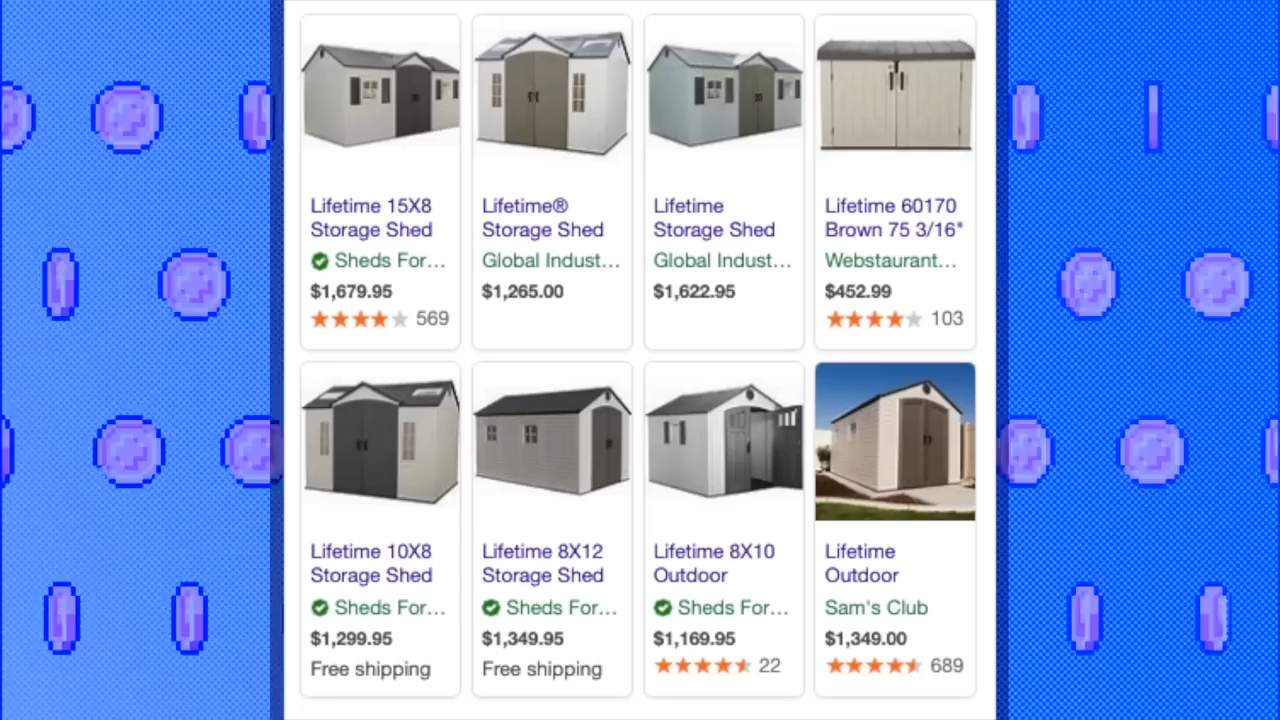 Lifetime 15X8
Storage Shed
Sheds For...
$1,679.95
569
Lifetime®
Storage Shed
Global Indust...
$1,265.00
Lifetime
Storage Shed
Global Indust...
$1,622.95
Lifetime 60170
Brown 75 3/16"
Webstaurant...
$452.99
103
Lifetime 10X8
Storage Shed
Sheds For...
$1,299.95
Free shipping
Lifetime 8X12
Storage Shed
Sheds For...
$1,349.95
Free shipping
Lifetime 8X10
Outdoor
Sheds For...
$1,169.95
22
Lifetime
Outdoor
Sam's Club
$1,349.00
689